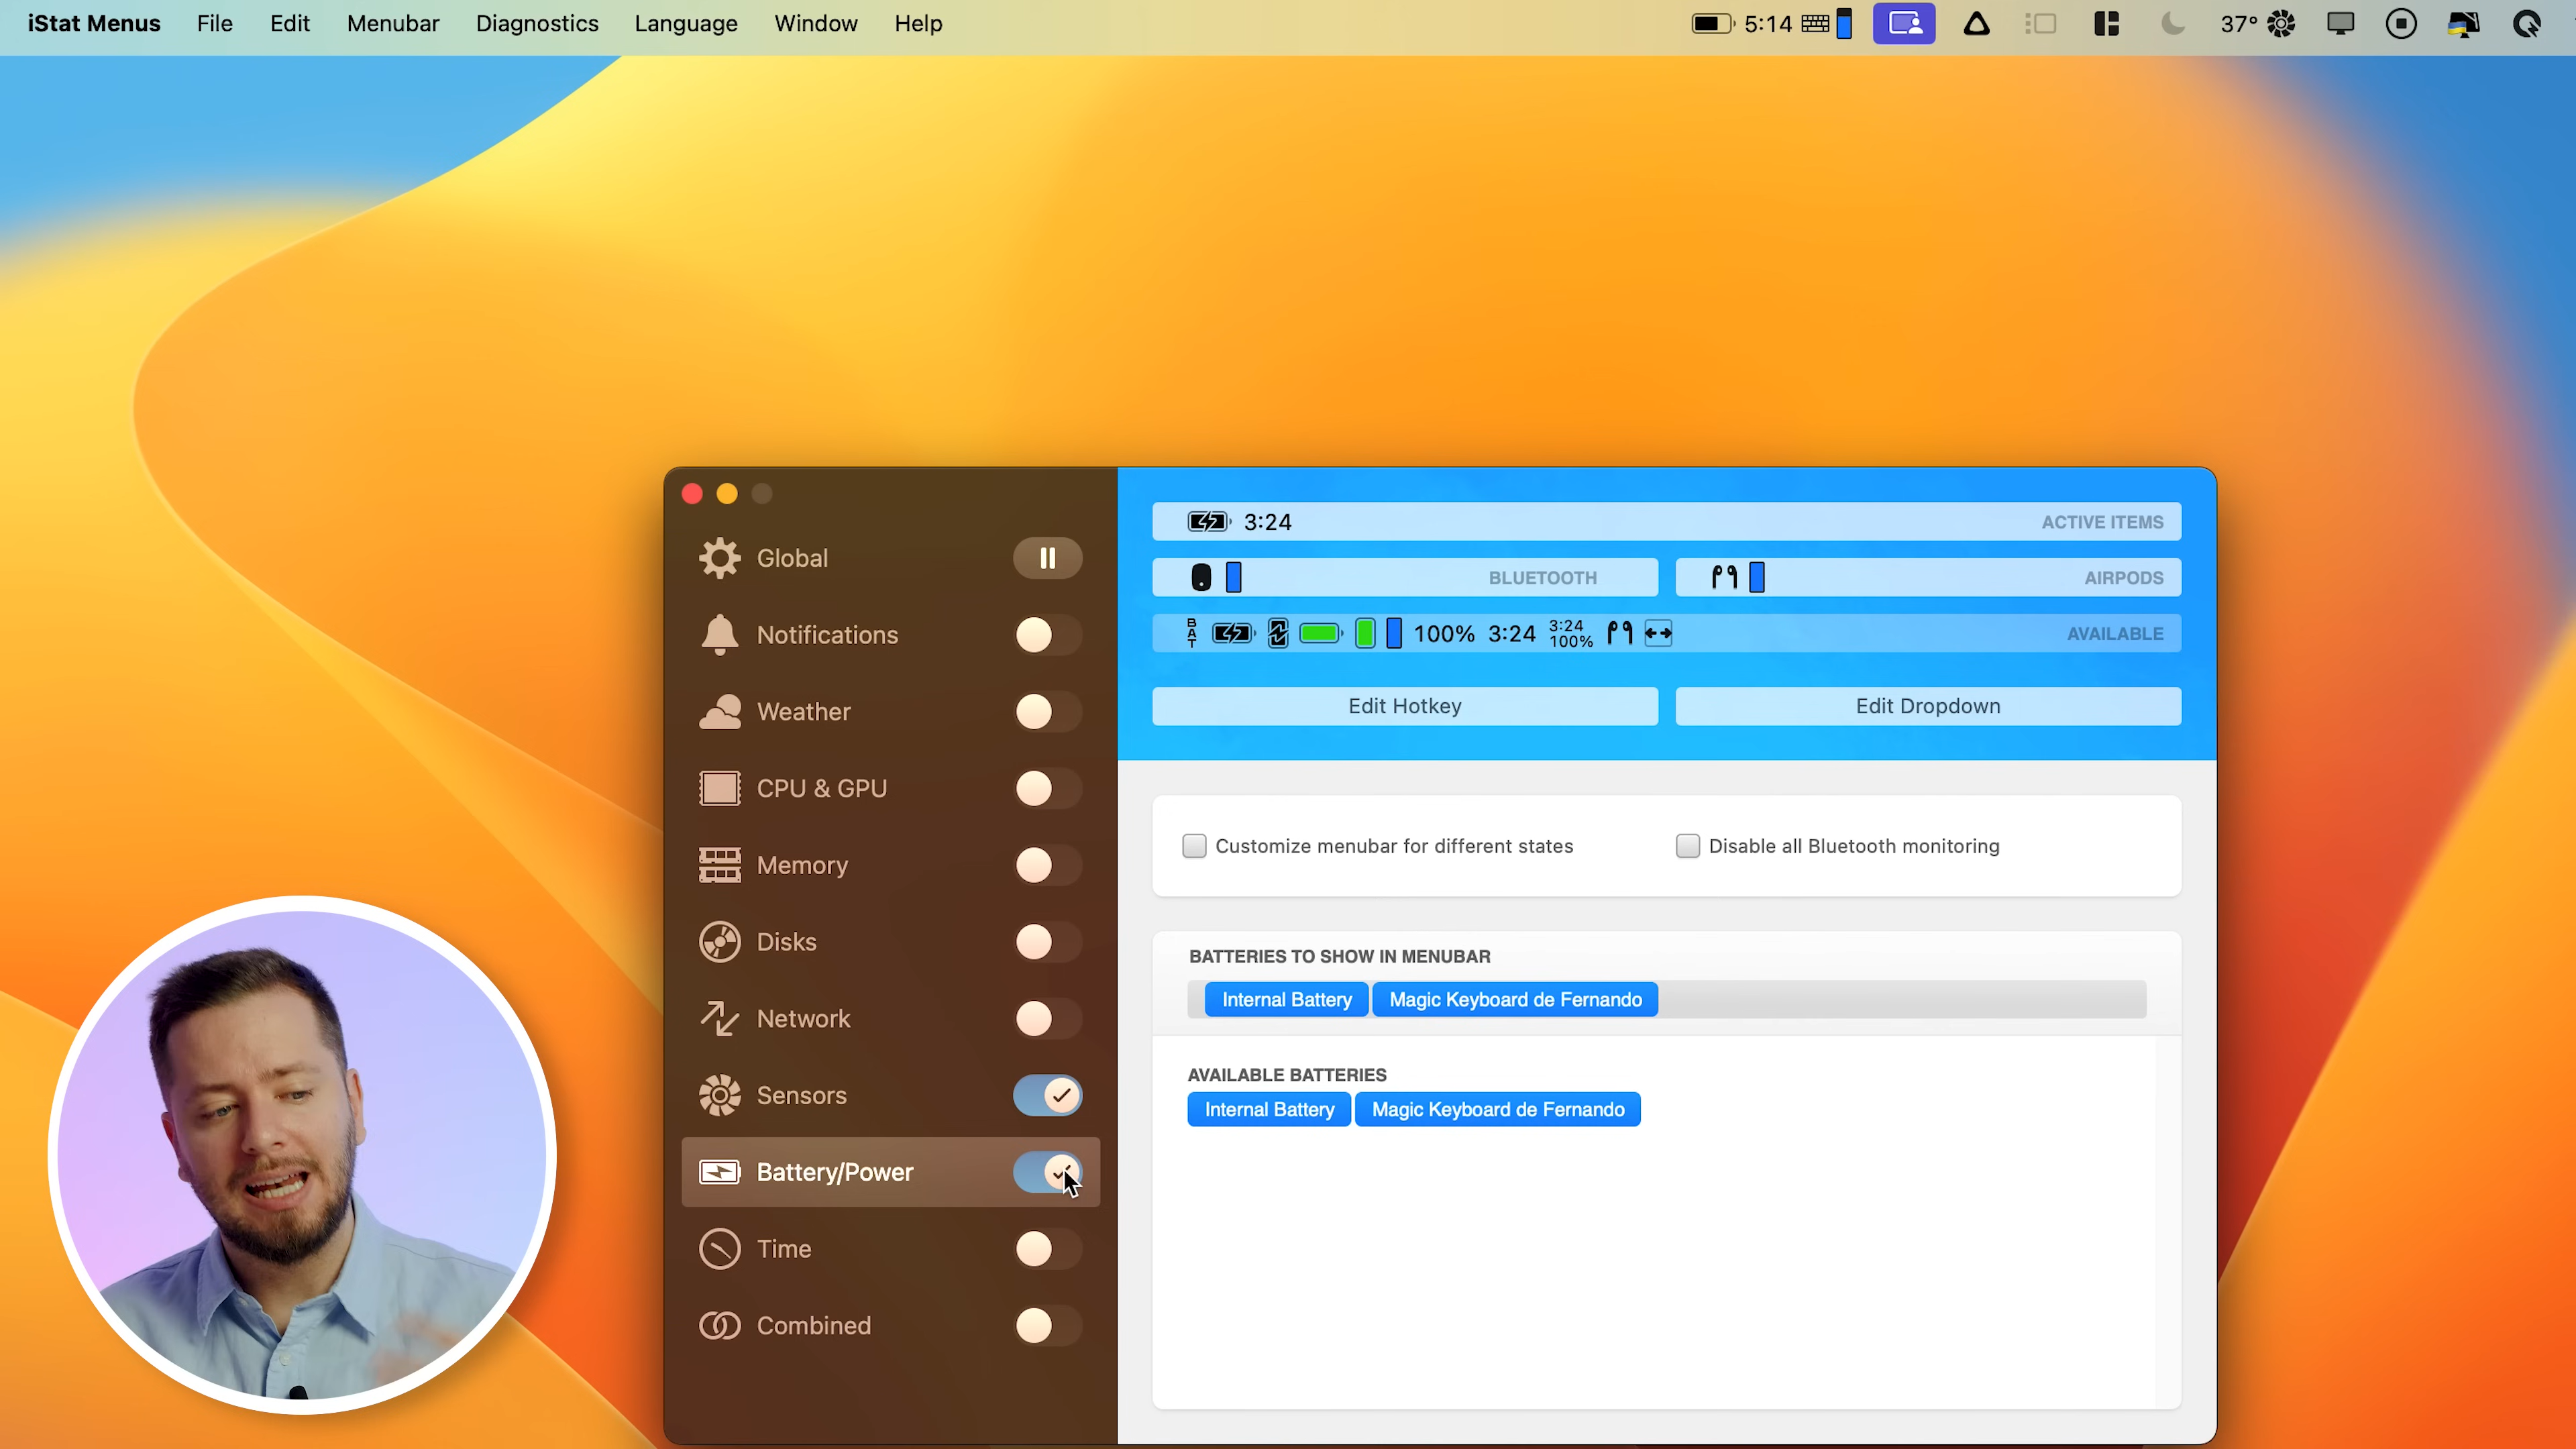 iStat Menus File Edit Menubar Diagnostics Language Window Help 5:14 37°
3:24 ACTIVE ITEMS
BLUETOOTH AIRPODS
BAT 100% 3:24 3:24 100% AVAILABLE
Edit Hotkey Edit Dropdown
Global
Notifications
Weather
CPU & GPU
Memory
Disks
Network
Sensors
Battery/Power
Time
Combined
Customize menubar for different states Disable all Bluetooth monitoring
BATTERIES TO SHOW IN MENUBAR
Internal Battery Magic Keyboard de Fernando
AVAILABLE BATTERIES
Internal Battery Magic Keyboard de Fernando